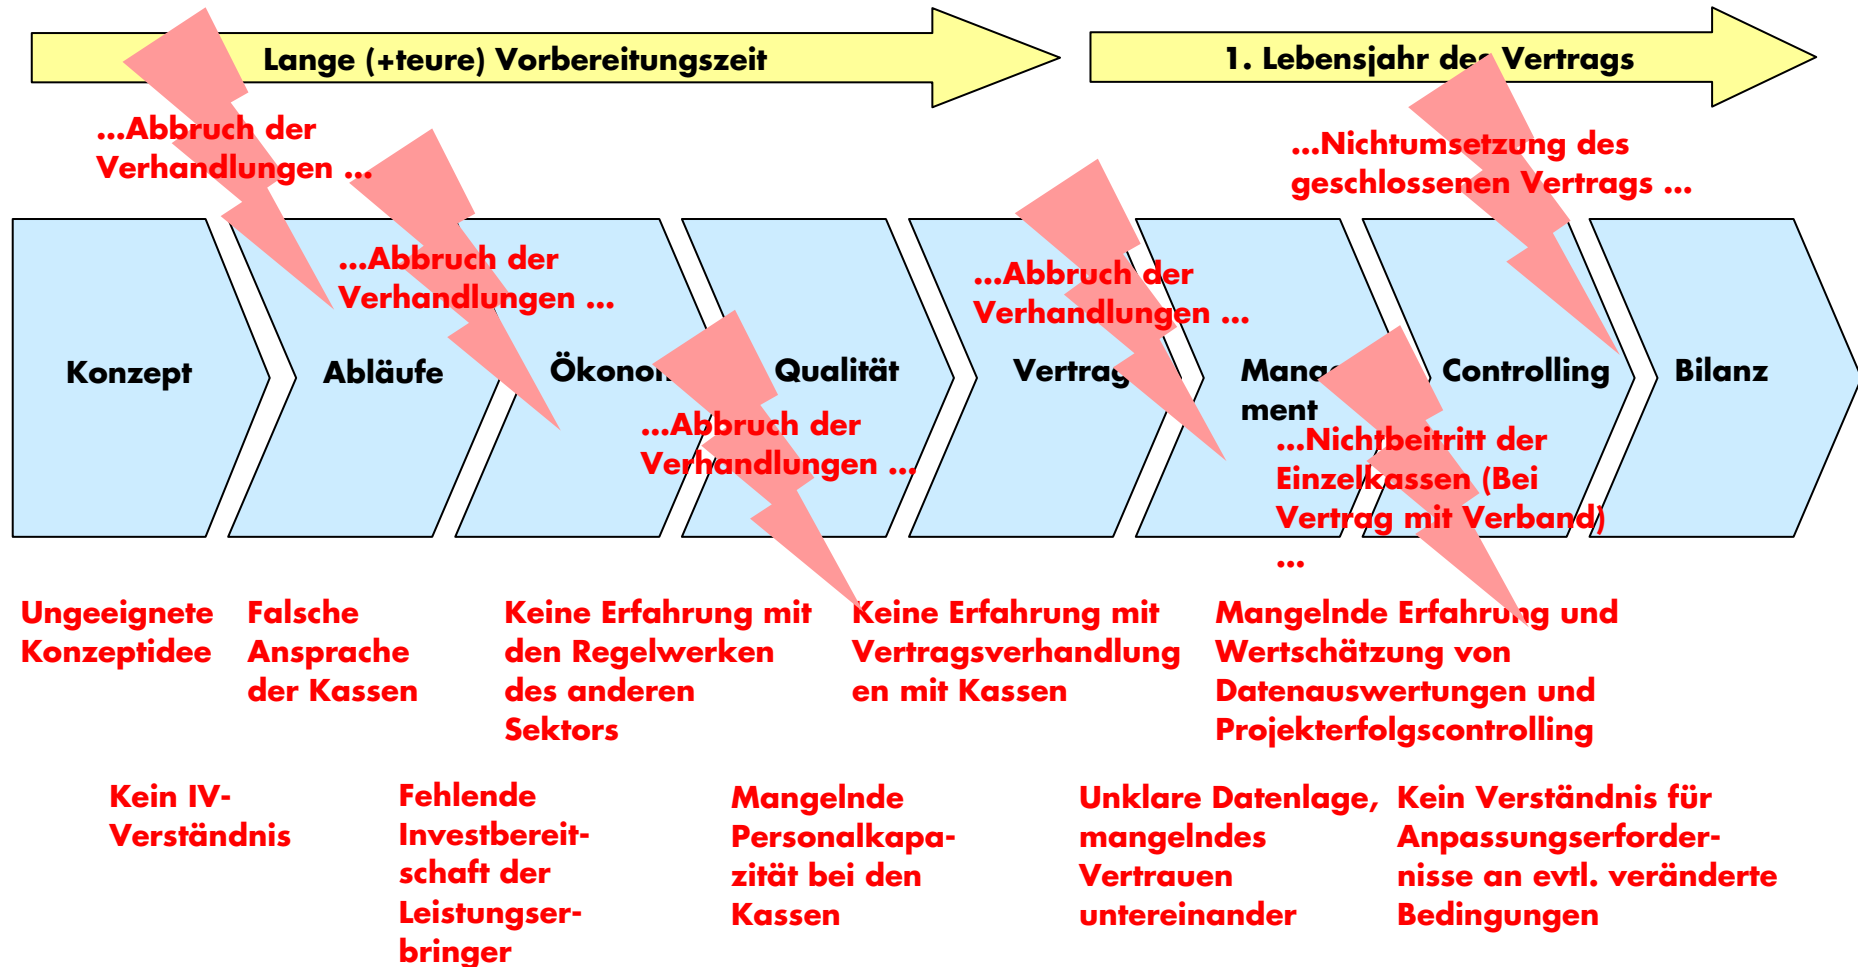 Lange (+teure) Vorbereitungszeit
1. Lebensjahr des Vertrags
...Abbruch der
Verhandlungen ...
...Nichtumsetzung des
geschlossenen Vertrags ...
...Abbruch der
Verhandlungen ...
...Abbruch der
Verhandlungen ...
Konzept
Abläufe
Ökonom
Qualität
Vertrag
Manage
ment
Controlling
Bilanz
...Abbruch der
Verhandlungen ...
...Nichtbeitritt der
Einzelkassen (Bei
Vertrag mit Verband)
...
Ungeeignete
Konzeptidee
Falsche
Ansprache
der Kassen
Keine Erfahrung mit
den Regelwerken
des anderen
Sektors
Keine Erfahrung mit
Vertragsverhandlung
en mit Kassen
Mangelnde Erfahrung und
Wertschätzung von
Datenauswertungen und
Projekterfolgscontrolling
Kein IV-
Verständnis
Fehlende
Investbereit-
schaft der
Leistungser-
bringer
Mangelnde
Personalkapa-
zität bei den
Kassen
Unklare Datenlage,
mangelndes
Vertrauen
untereinander
Kein Verständnis für
Anpassungserforder-
nisse an evtl. veränderte
Bedingungen